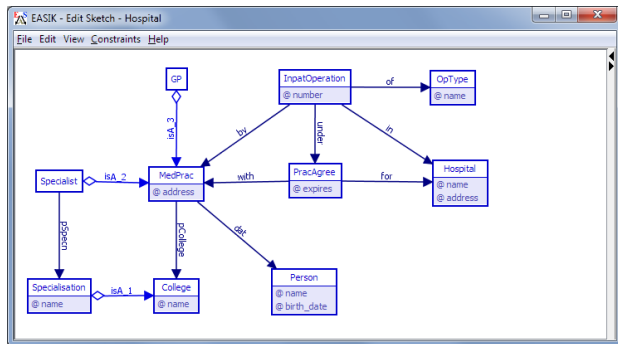 EASIK - Edit Sketch - Hospital
File Edit View Constraints Help
GP
InpatOperation
@ number
of
OpType
@ name
isA_3
by
under
in
Specialist
isA_2
MedPrac
@ address
with
PracAgree
@ expires
for
Hospital
@ name
@ address
pSpecn
pCollege
dat
Specialisation
@ name
isA_1
College
@ name
Person
@ name
@ birth_date